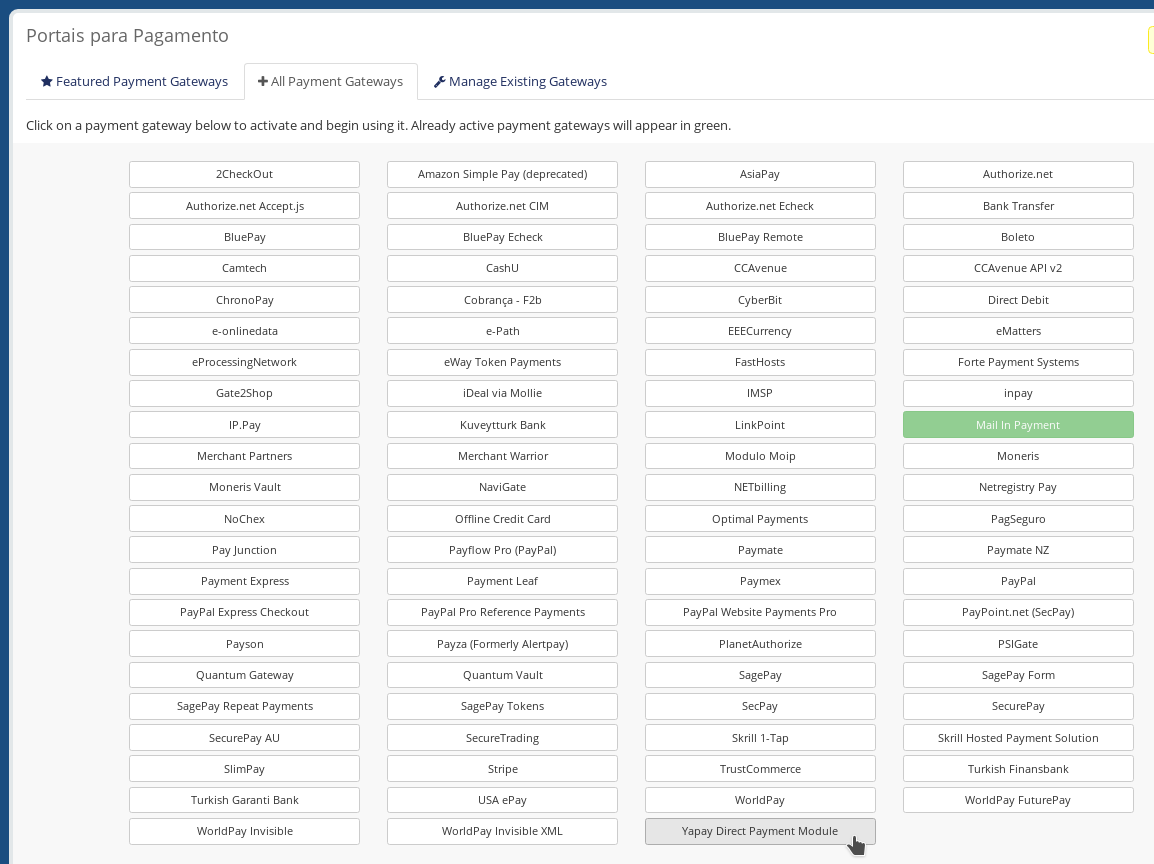 Portais para Pagamento
Featured Payment Gateways All Payment Gateways Manage Existing Gateways
Click on a payment gateway below to activate and begin using it. Already active payment gateways will appear in green.
2CheckOut Amazon Simple Pay (deprecated) AsiaPay Authorize.net
Authorize.net Accept.js Authorize.net CIM Authorize.net Echeck Bank Transfer
BluePay BluePay Echeck BluePay Remote Boleto
Camtech CashU CCAvenue CCAvenue API v2
ChronoPay Cobrança - F2b CyberBit Direct Debit
e-onlinedata e-Path EEECurrency eMatters
eProcessingNetwork eWay Token Payments FastHosts Forte Payment Systems
Gate2Shop iDeal via Mollie IMSP inpay
IP.Pay Kuveytturk Bank LinkPoint Mail In Payment
Merchant Partners Merchant Warrior Modulo Moip Moneris
Moneris Vault NaviGate NETbilling Netregistry Pay
NoChex Offline Credit Card Optimal Payments PagSeguro
Pay Junction Payflow Pro (PayPal) Paymate Paymate NZ
Payment Express Payment Leaf Paymex PayPal
PayPal Express Checkout PayPal Pro Reference Payments PayPal Website Payments Pro PayPoint.net (SecPay)
Payson Payza (Formerly Alertpay) PlanetAuthorize PSIGate
Quantum Gateway Quantum Vault SagePay SagePay Form
SagePay Repeat Payments SagePay Tokens SecPay SecurePay
SecurePay AU SecureTrading Skrill 1-Tap Skrill Hosted Payment Solution
SlimPay Stripe TrustCommerce Turkish Finansbank
Turkish Garanti Bank USA ePay WorldPay WorldPay FuturePay
WorldPay Invisible WorldPay Invisible XML Yapay Direct Payment Module